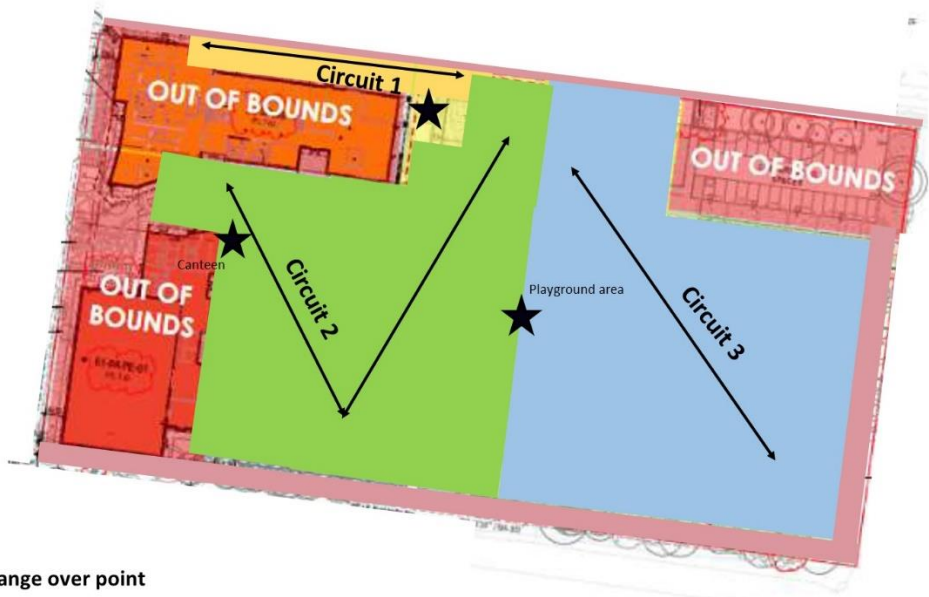 Circuit 1
OUT OF BOUNDS
OUT OF BOUNDS
Canteen
Circuit 2
Playground area
OUT OF
BOUNDS
Circuit 3
ange over point